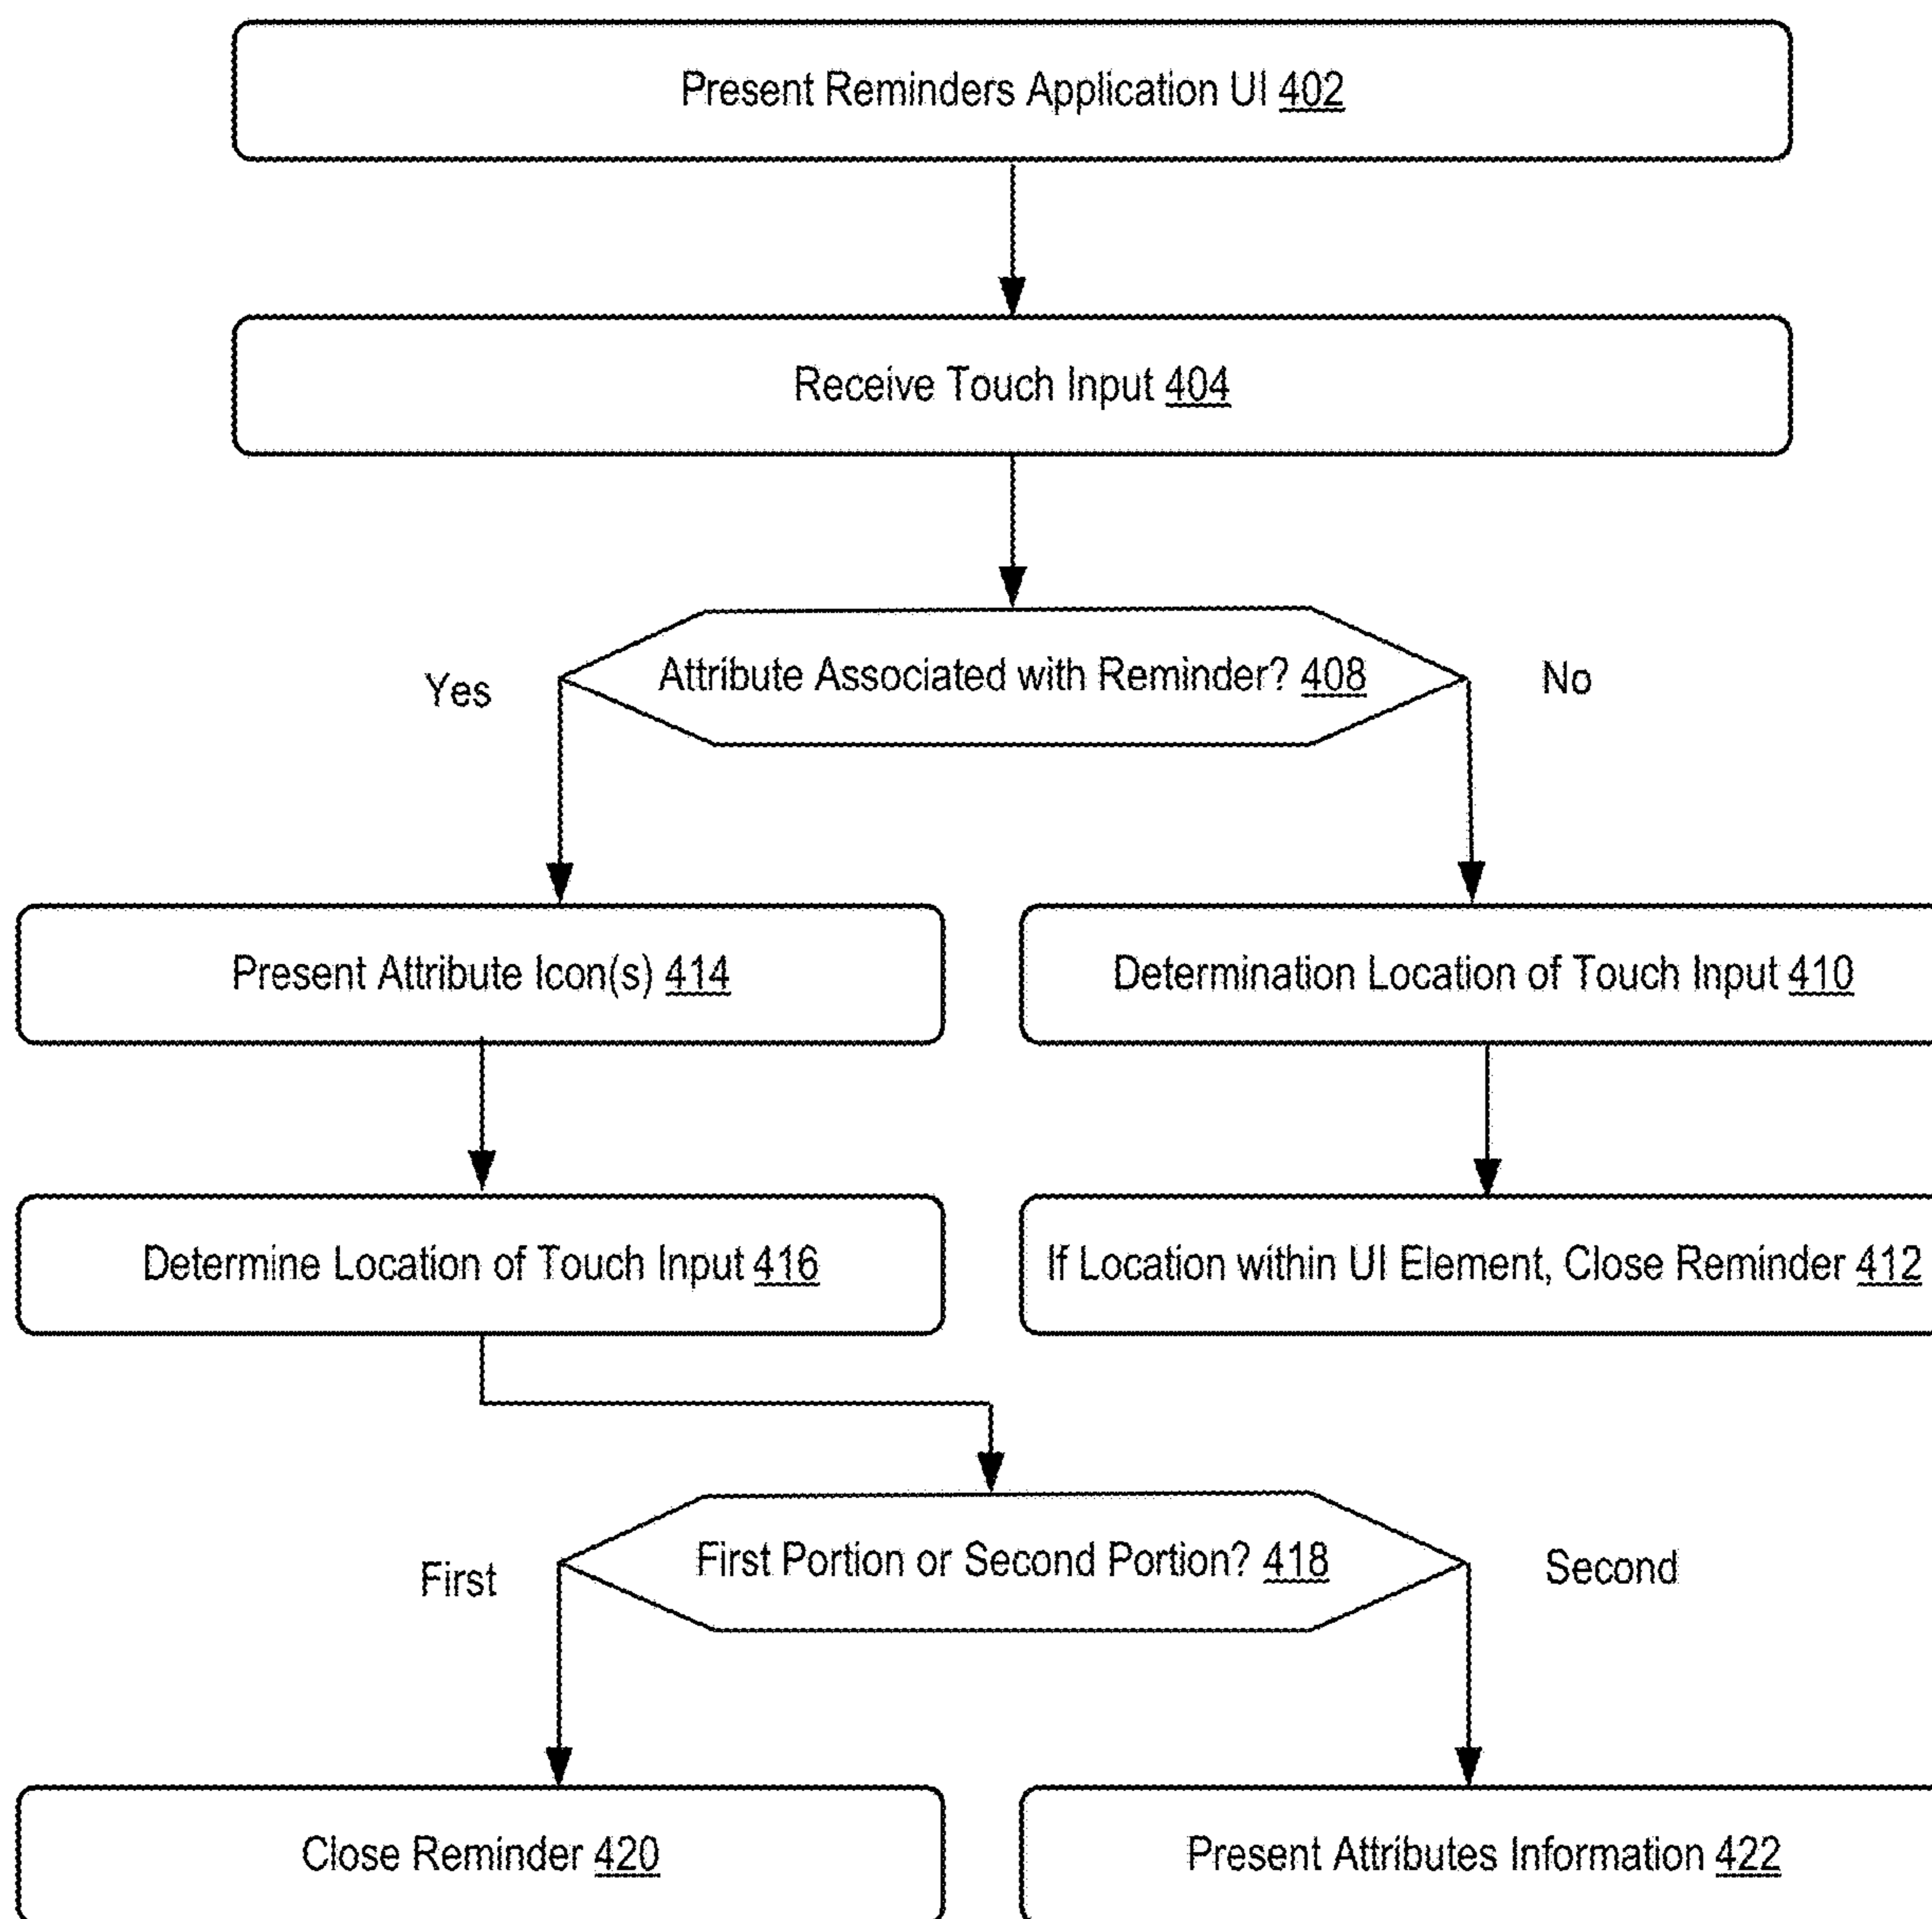 Present Reminders Application UI 402
Receive Touch Input 404
Attribute Associated with Reminder? 408
Yes
No
Present Attribute Icon(s) 414
Determination Location of Touch Input 410
Determine Location of Touch Input 416
If Location within UI Element, Close Reminder 412
First Portion or Second Portion? 418
First
Second
Close Reminder 420
Present Attributes Information 422